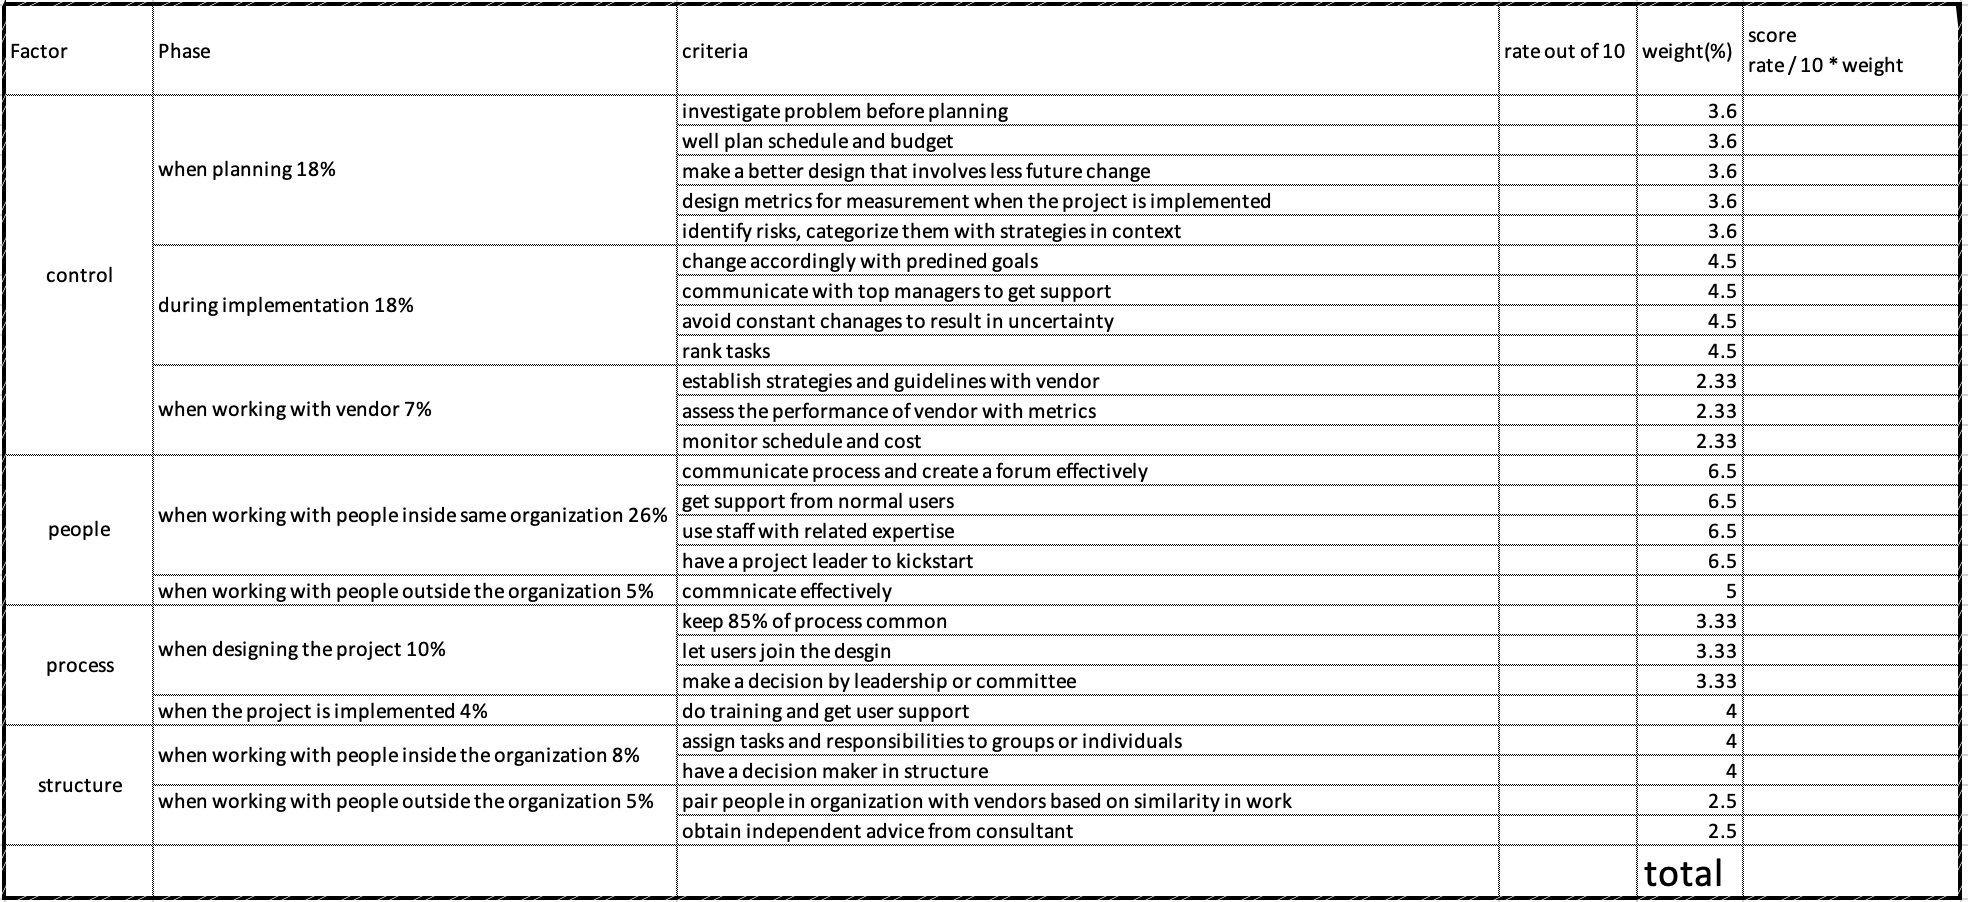 Factor Phase criteria rate out of 10 weight(%) score
rate / 10 * weight
control when planning 18% investigate problem before planning 3.6
well plan schedule and budget 3.6
make a better design that involves less future change 3.6
design metrics for measurement when the project is implemented 3.6
identify risks, categorize them with strategies in context 3.6
during implementation 18% change accordingly with predined goals 4.5
communicate with top managers to get support 4.5
avoid constant chanages to result in uncertainty 4.5
rank tasks 4.5
when working with vendor 7% establish strategies and guidelines with vendor 2.33
assess the performance of vendor with metrics 2.33
monitor schedule and cost 2.33
people when working with people inside same organization 26% communicate process and create a forum effectively 6.5
get support from normal users 6.5
use staff with related expertise 6.5
have a project leader to kickstart 6.5
when working with people outside the organization 5% commnicate effectively 5
process when designing the project 10% keep 85% of process common 3.33
let users join the desgin 3.33
make a decision by leadership or committee 3.33
when the project is implemented 4% do training and get user support 4
structure when working with people inside the organization 8% assign tasks and responsibilities to groups or individuals 4
have a decision maker in structure 4
when working with people outside the organization 5% pair people in organization with vendors based on similarity in work 2.5
obtain independent advice from consultant 2.5
total